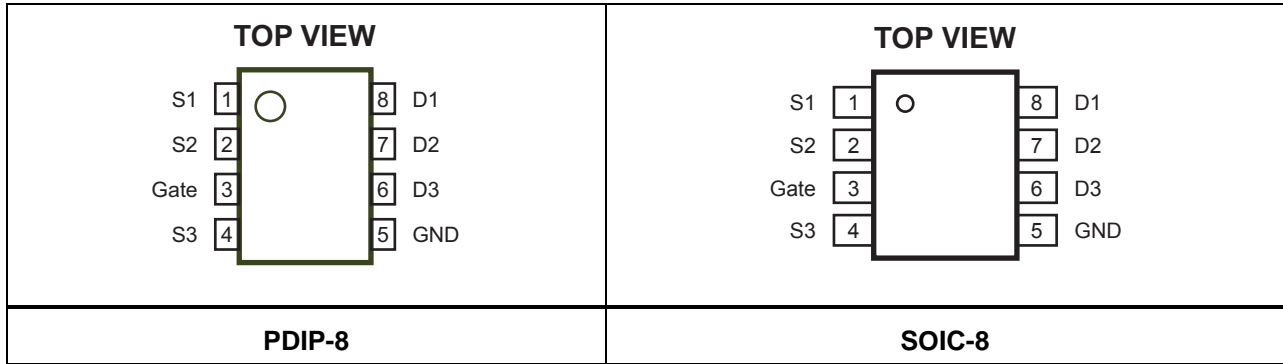 TOP VIEW
S1 1 8 D1
S2 2 7 D2
Gate 3 6 D3
S3 4 5 GND
PDIP-8
TOP VIEW
S1 1 8 D1
S2 2 7 D2
Gate 3 6 D3
S3 4 5 GND
SOIC-8